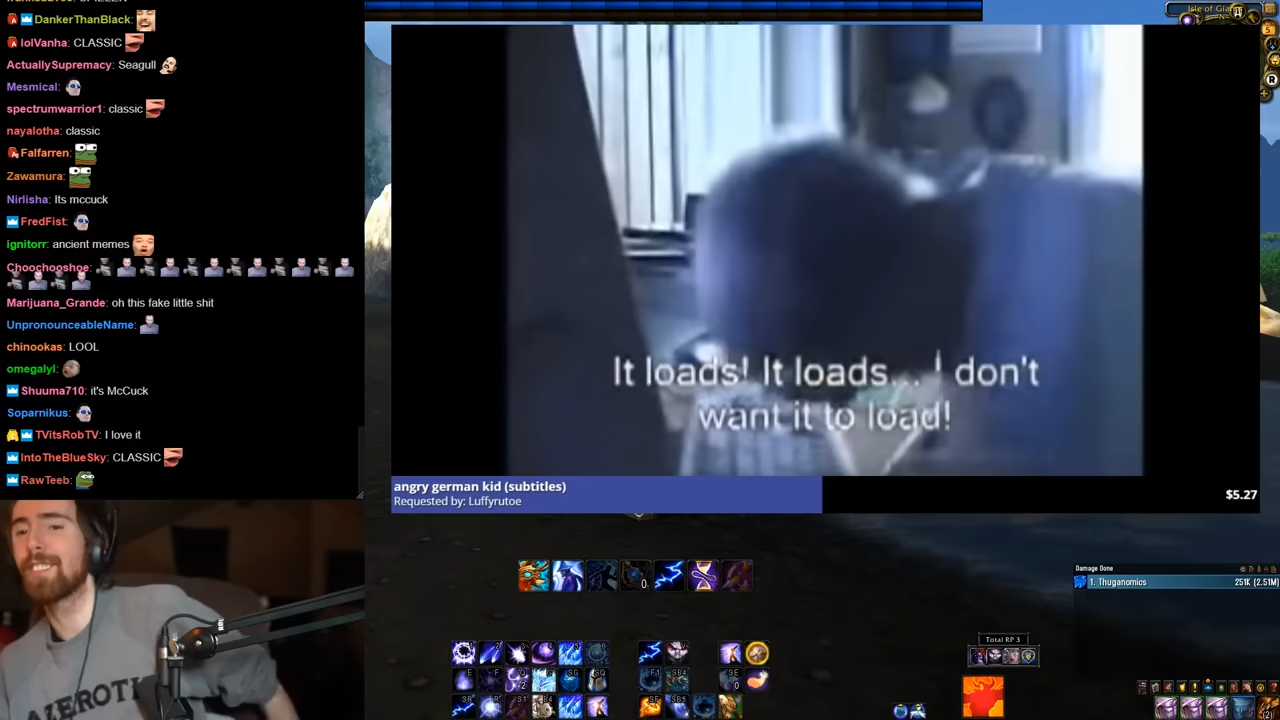 DankerThanBlack:
lolVanha: CLASSIC
ActuallySupremacy: Seagull
Mesmical:
spectrumwarrior1: classic
nayalotha: classic
Falfarren:
Zawamura:
Nirlisha: Its mccuck
FredFist:
ignitorr: ancient memes
Choochooshoe:
Marijuana_Grande: oh this fake little shit
UnpronounceableName:
chinookas: LOOL
omegalyl:
Shuuma710: it's McCuck
Soparnikus:
TVitsRobTV: I love it
IntoTheBlueSky: CLASSIC
RawTeeb:
It loads! It loads... I don't
want it to load!
angry german kid (subtitles)
Requested by: Luffyrutoe
$5.27
Damage Done
1. Thuganomics 251K (2.51M)
Total RP 3